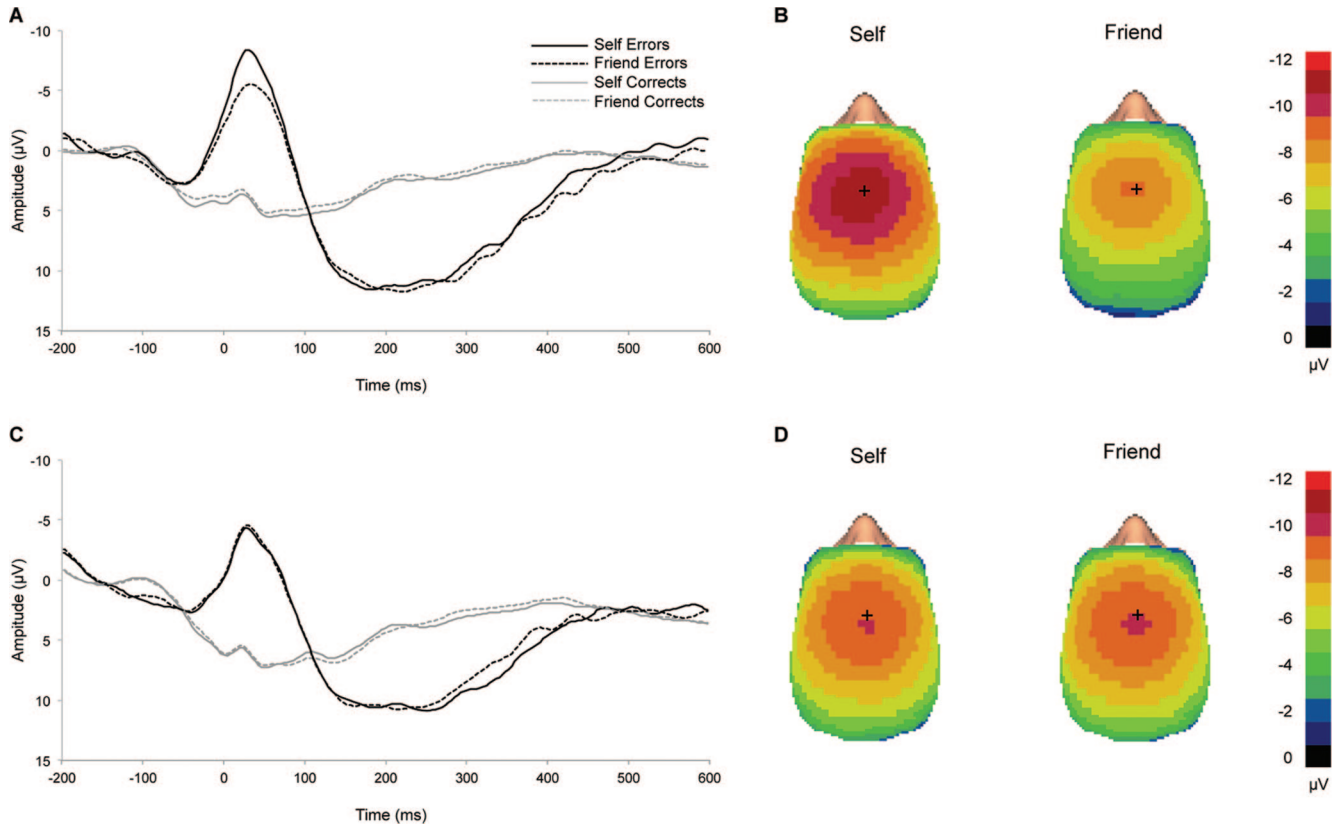 A
Self Errors
Friend Errors
Self Corrects
Friend Corrects
-10
-5
0
5
10
15
Ampitude (µV)
-200
-100
0
100
200
300
400
500
600
Time (ms)
B
Self
Friend
-12
-10
-8
-6
-4
-2
0
µV
C
-10
-5
0
5
10
15
Amplitude (µV)
-200
-100
0
100
200
300
400
500
600
Time (ms)
D
Self
Friend
-12
-10
-8
-6
-4
-2
0
µV